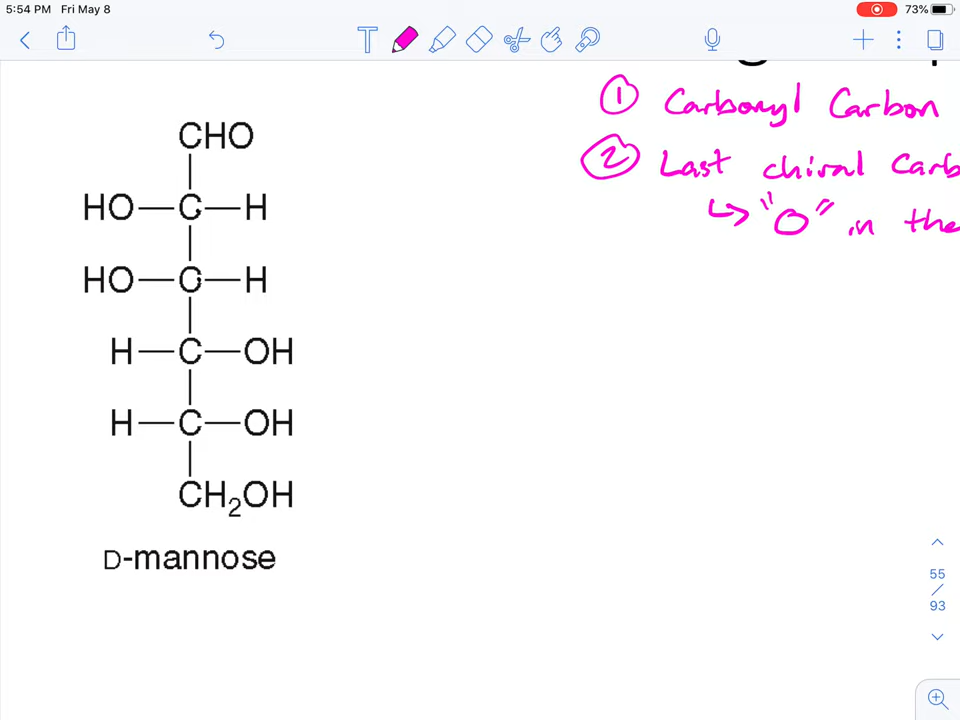 5:54 PM Fri May 8
73%
T
① Carbonyl Carbon
② Last chiral Carb
↳ "O" in the
CHO
HO—C—H
HO—C—H
H—C—OH
H—C—OH
CH₂OH
D-mannose
55
/
93